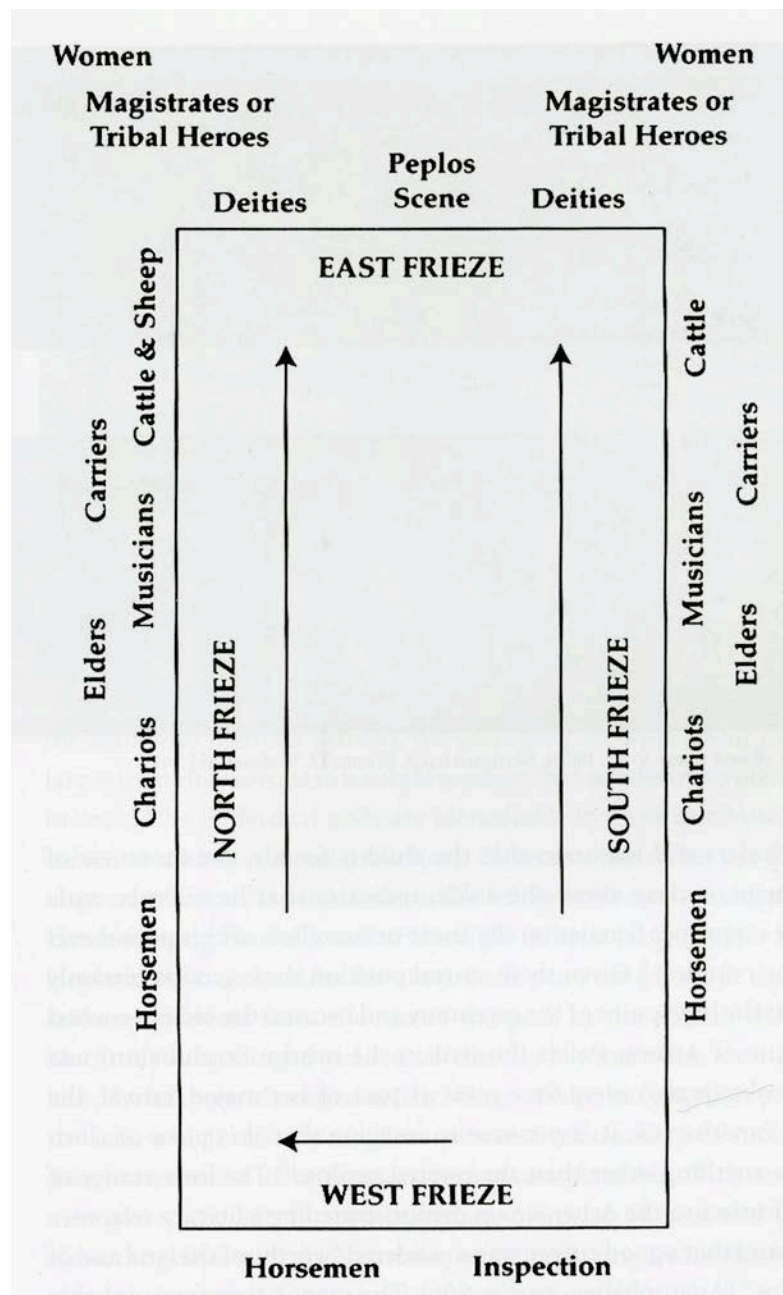 Women
Women
Magistrates or
Tribal Heroes
Magistrates or
Tribal Heroes
Peplos
Scene
Deities
Deities
EAST FRIEZE
Cattle & Sheep
Cattle
Carriers
Carriers
Musicians
Musicians
Elders
Elders
NORTH FRIEZE
SOUTH FRIEZE
Chariots
Chariots
Horsemen
Horsemen
WEST FRIEZE
Horsemen
Inspection